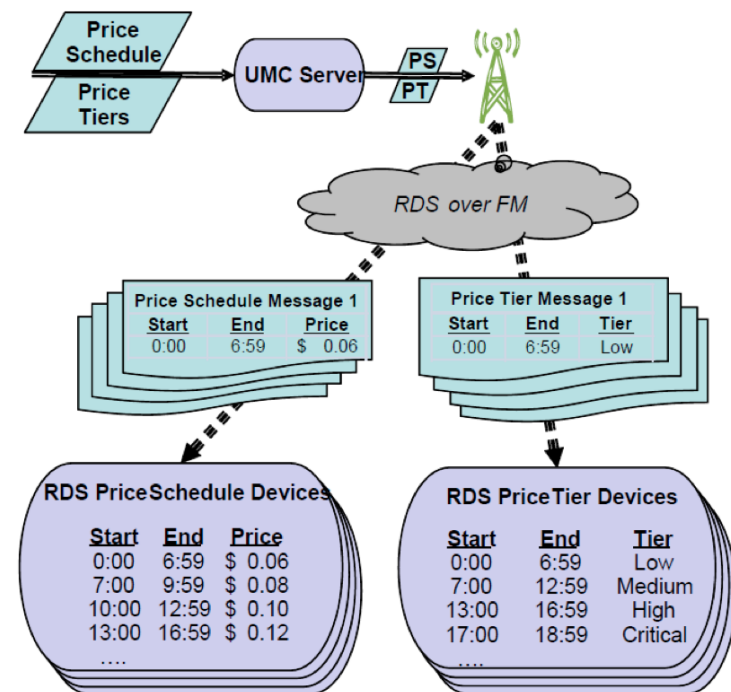 Price
Schedule
Price
Tiers
UMC Server
PS
PT
RDS over FM
Price Schedule Message 1
Start End Price
0:00 6:59 $ 0.06
Price Tier Message 1
Start End Tier
0:00 6:59 Low
RDS PriceSchedule Devices
Start End Price
0:00 6:59 $ 0.06
7:00 9:59 $ 0.08
10:00 12:59 $ 0.10
13:00 16:59 $ 0.12
....
RDS PriceTier Devices
Start End Tier
0:00 6:59 Low
7:00 12:59 Medium
13:00 16:59 High
17:00 18:59 Critical
....